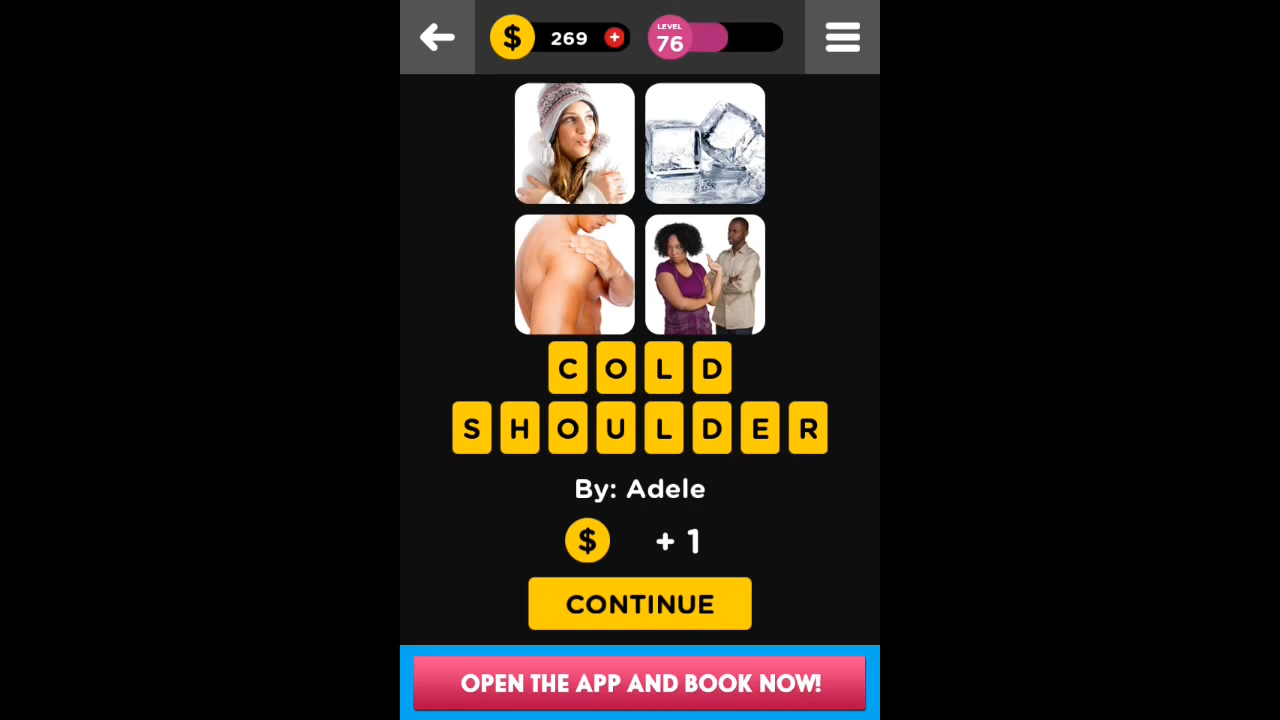 $ 269 + LEVEL
76
COLD
SHOULDER
By: Adele
$ + 1
CONTINUE
OPEN THE APP AND BOOK NOW!